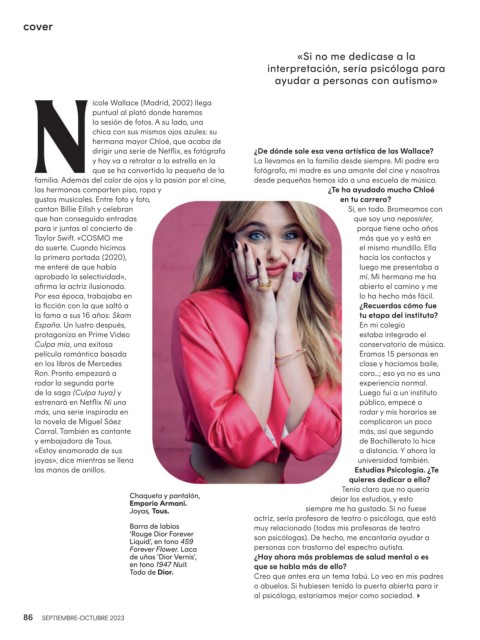 cover
«Si no me dedicase a la
interpretación, sería psicóloga para
ayudar a personas con autismo»
Nicole Wallace (Madrid, 2002) llega
puntual al plató donde haremos
la sesión de fotos. A su lado, una
chica con sus mismos ojos azules: su
hermana mayor Chloé, que acaba de
dirigir una serie de Netflix, es fotógrafa
y hoy va a retratar a la estrella en la
que se ha convertido la pequeña de la
familia. Además del color de ojos y la pasión por el cine,
las hermanas comparten piso, ropa y
gustos musicales. Entre foto y foto,
cantan Billie Eilish y celebran
que han conseguido entradas
para ir juntas al concierto de
Taylor Swift. «COSMO me
da suerte. Cuando hicimos
la primera portada (2020),
me enteré de que había
aprobado la selectividad»,
afirma la actriz ilusionada.
Por esa época, trabajaba en
la ficción con la que saltó a
la fama a sus 16 años: Skam
España. Un lustro después,
protagoniza en Prime Video
Culpa mía, una exitosa
película romántica basada
en los libros de Mercedes
Ron. Pronto empezará a
rodar la segunda parte
de la saga (Culpa tuya) y
estrenará en Netflix Ni una
más, una serie inspirada en
la novela de Miguel Sáez
Carral. También es cantante
y embajadora de Tous.
«Estoy enamorada de sus
joyas», dice mientras se llena
las manos de anillos.
Chaqueta y pantalón,
Emporio Armani.
Joyas, Tous.
Barra de labios
'Rouge Dior Forever
Liquid', en tono 459
Forever Flower. Laca
de uñas 'Dior Vernis',
en tono 1947 Nuit.
Todo de Dior.
¿De dónde sale esa vena artística de las Wallace?
La llevamos en la familia desde siempre. Mi padre era
fotógrafo, mi madre es una amante del cine y nosotras
desde pequeñas hemos ido a una escuela de música.
¿Te ha ayudado mucho Chloé
en tu carrera?
Sí, en todo. Bromeamos con
que soy una neposister,
porque tiene ocho años
más que yo y está en
el mismo mundillo. Ella
hacía los contactos y
luego me presentaba a
mí. Mi hermana me ha
abierto el camino y me
lo ha hecho más fácil.
¿Recuerdas cómo fue
tu etapa del instituto?
En mi colegio
estaba integrado el
conservatorio de música.
Éramos 15 personas en
clase y hacíamos baile,
coro...; eso ya no es una
experiencia normal.
Luego fui a un instituto
público, empecé a
rodar y mis horarios se
complicaron un poco
más, así que segundo
de Bachillerato lo hice
a distancia. Y ahora la
universidad también.
Estudias Psicología. ¿Te
quieres dedicar a ello?
Tenía claro que no quería
dejar los estudios, y esto
siempre me ha gustado. Si no fuese
actriz, sería profesora de teatro o psicóloga, que está
muy relacionado (todas mis profesoras de teatro
son psicólogas). De hecho, me encantaría ayudar a
personas con trastorno del espectro autista.
¿Hay ahora más problemas de salud mental o es
que se habla más de ello?
Creo que antes era un tema tabú. Lo veo en mis padres
o abuelos. Si hubiesen tenido la puerta abierta para ir
al psicólogo, estaríamos mejor como sociedad.
86 SEPTIEMBRE-OCTUBRE 2023